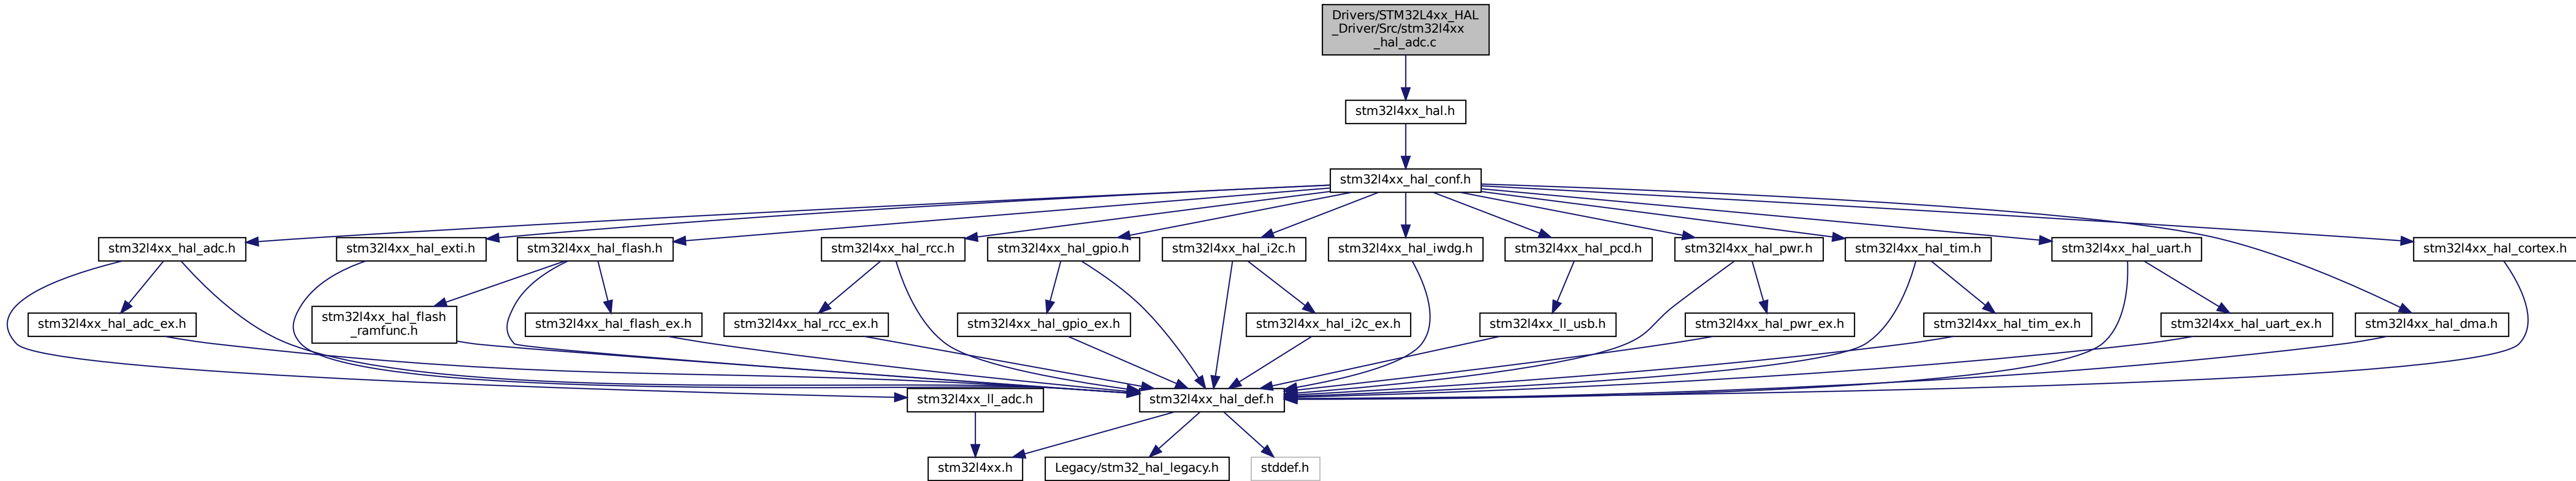 Drivers/STM32L4xx_HAL
_Driver/Src/stm32l4xx
_hal_adc.c
stm32l4xx_hal.h
stm32l4xx_hal_conf.h
stm32l4xx_hal_adc.h
stm32l4xx_hal_exti.h
stm32l4xx_hal_flash.h
stm32l4xx_hal_rcc.h
stm32l4xx_hal_gpio.h
stm32l4xx_hal_i2c.h
stm32l4xx_hal_iwdg.h
stm32l4xx_hal_pcd.h
stm32l4xx_hal_pwr.h
stm32l4xx_hal_tim.h
stm32l4xx_hal_uart.h
stm32l4xx_hal_cortex.h
stm32l4xx_hal_adc_ex.h
stm32l4xx_hal_flash
_ramfunc.h
stm32l4xx_hal_flash_ex.h
stm32l4xx_hal_rcc_ex.h
stm32l4xx_hal_gpio_ex.h
stm32l4xx_hal_i2c_ex.h
stm32l4xx_ll_usb.h
stm32l4xx_hal_pwr_ex.h
stm32l4xx_hal_tim_ex.h
stm32l4xx_hal_uart_ex.h
stm32l4xx_hal_dma.h
stm32l4xx_ll_adc.h
stm32l4xx_hal_def.h
stm32l4xx.h
Legacy/stm32_hal_legacy.h
stddef.h